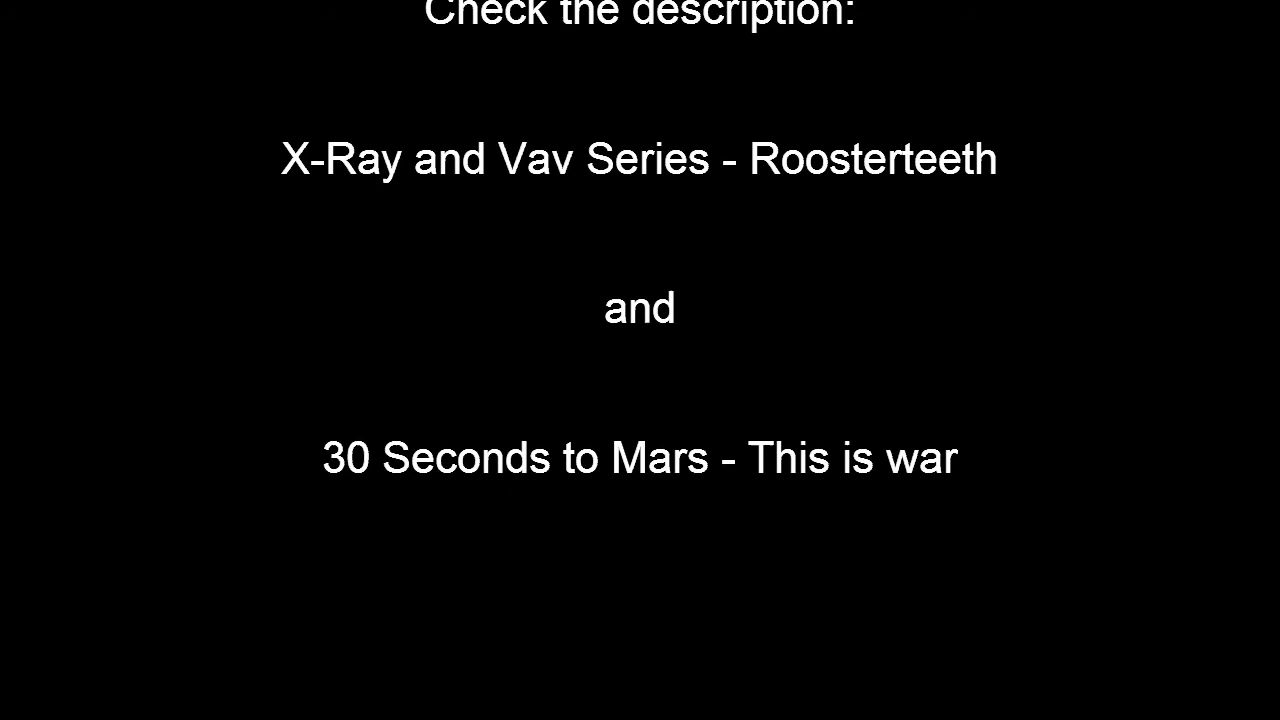 Check the description:
X-Ray and Vav Series - Roosterteeth
and
30 Seconds to Mars - This is war